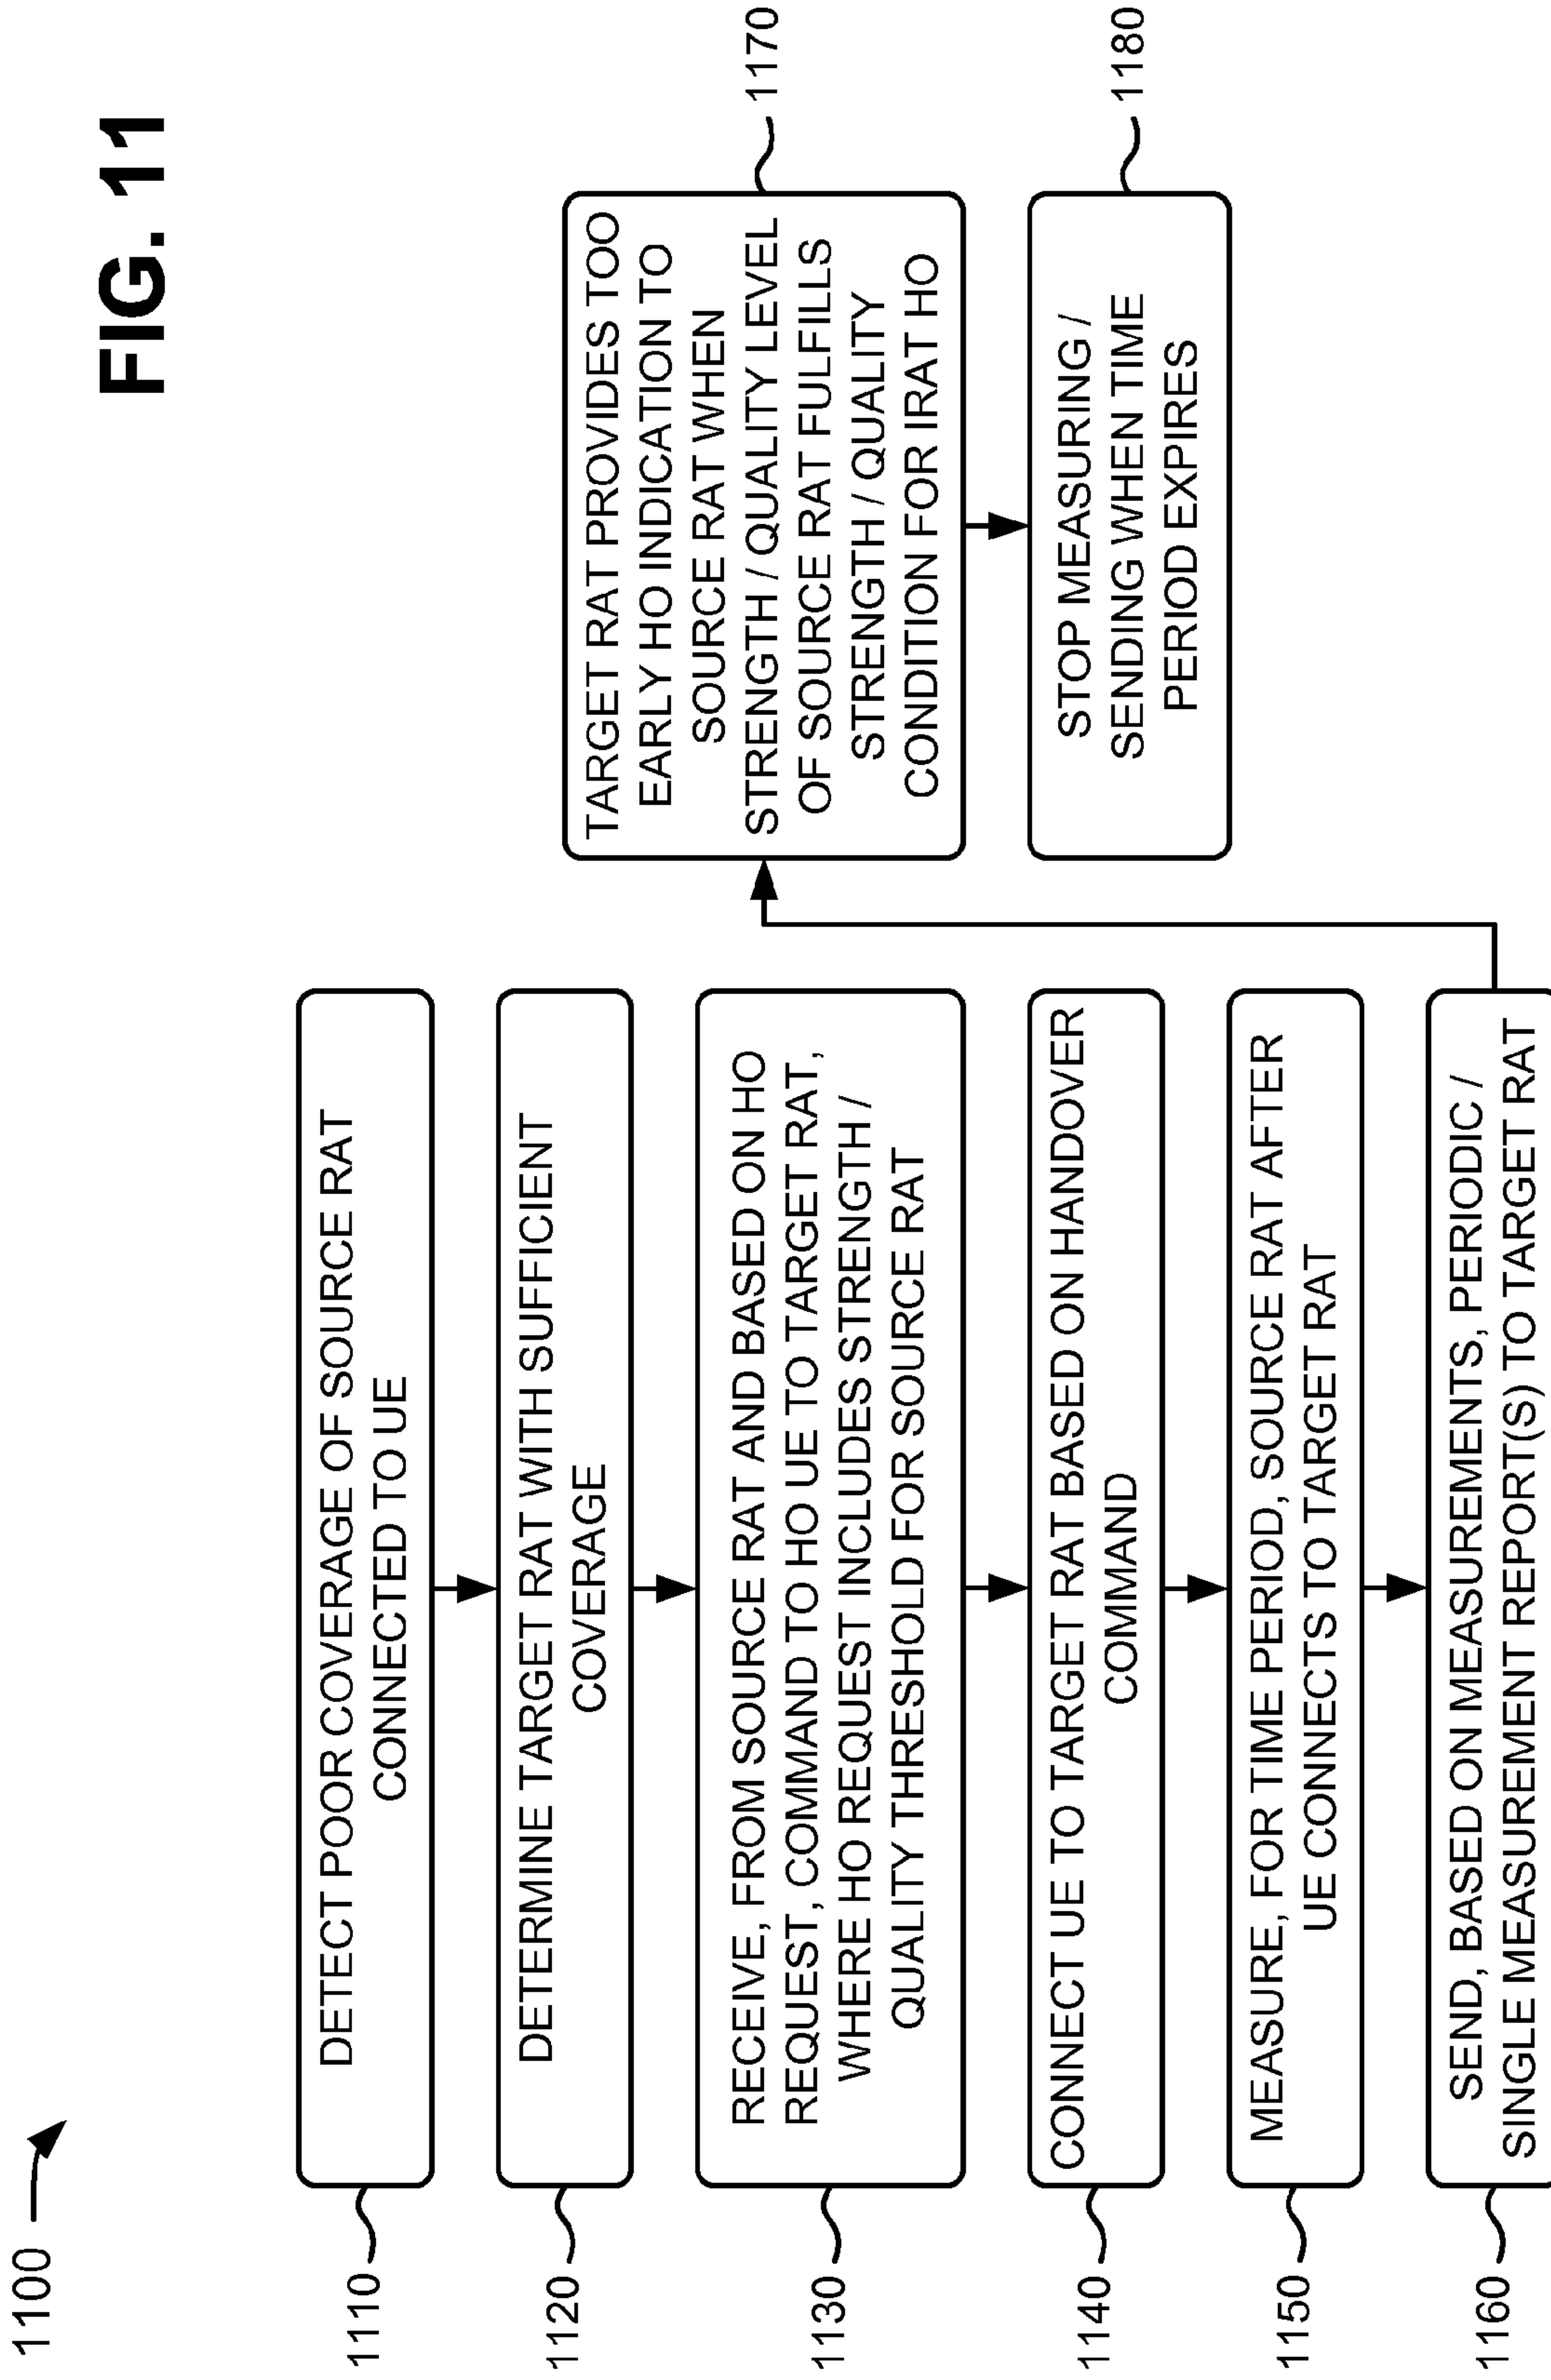 FIG. 11
1100
1110
DETECT POOR COVERAGE OF SOURCE RAT
CONNECTED TO UE
1120
DETERMINE TARGET RAT WITH SUFFICIENT
COVERAGE
1130
RECEIVE, FROM SOURCE RAT AND BASED ON HO
REQUEST, COMMAND TO HO UE TO TARGET RAT,
WHERE HO REQUEST INCLUDES STRENGTH /
QUALITY THRESHOLD FOR SOURCE RAT
1140
CONNECT UE TO TARGET RAT BASED ON HANDOVER
COMMAND
1150
MEASURE, FOR TIME PERIOD, SOURCE RAT AFTER
UE CONNECTS TO TARGET RAT
1160
SEND, BASED ON MEASUREMENTS, PERIODIC /
SINGLE MEASUREMENT REPORT(S) TO TARGET RAT
TARGET RAT PROVIDES TOO
EARLY HO INDICATION TO
SOURCE RAT WHEN
STRENGTH / QUALITY LEVEL
OF SOURCE RAT FULFILLS
STRENGTH / QUALITY
CONDITION FOR IRAT HO
1170
STOP MEASURING /
SENDING WHEN TIME
PERIOD EXPIRES
1180